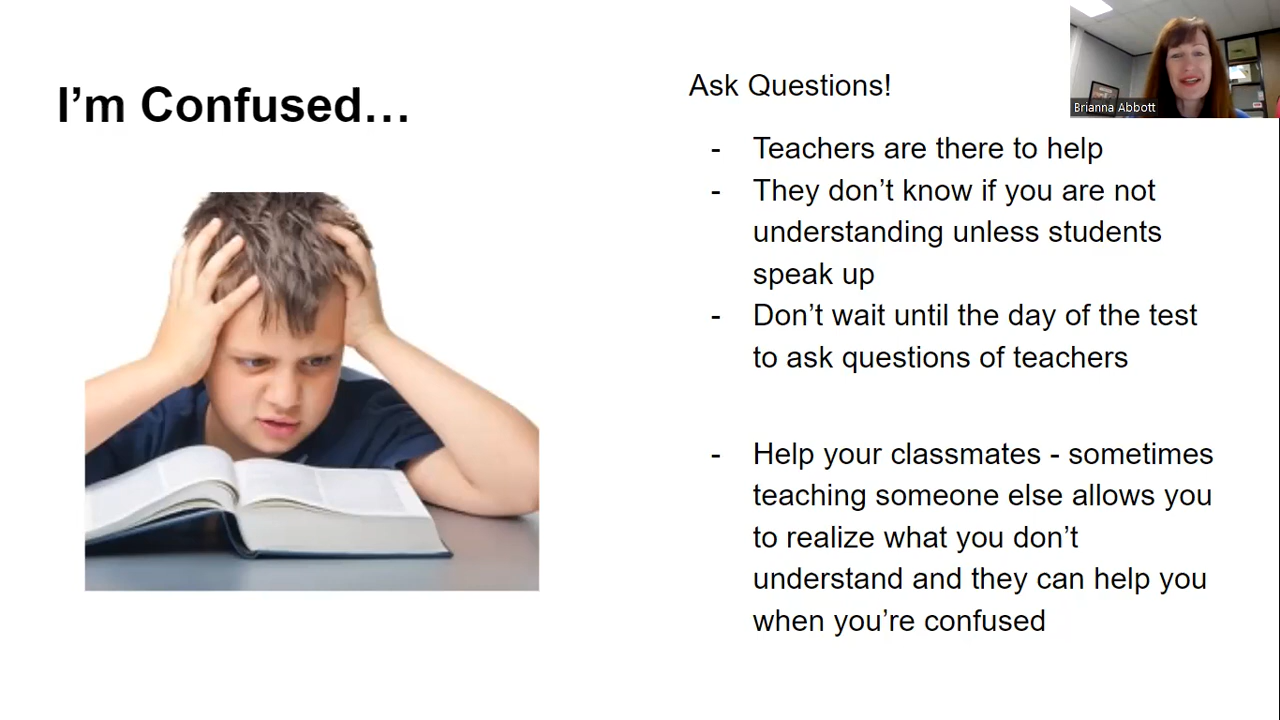 I’m Confused…
Ask Questions!
- Teachers are there to help
- They don’t know if you are not
understanding unless students
speak up
- Don’t wait until the day of the test
to ask questions of teachers
- Help your classmates - sometimes
teaching someone else allows you
to realize what you don’t
understand and they can help you
when you’re confused
Brianna Abbott